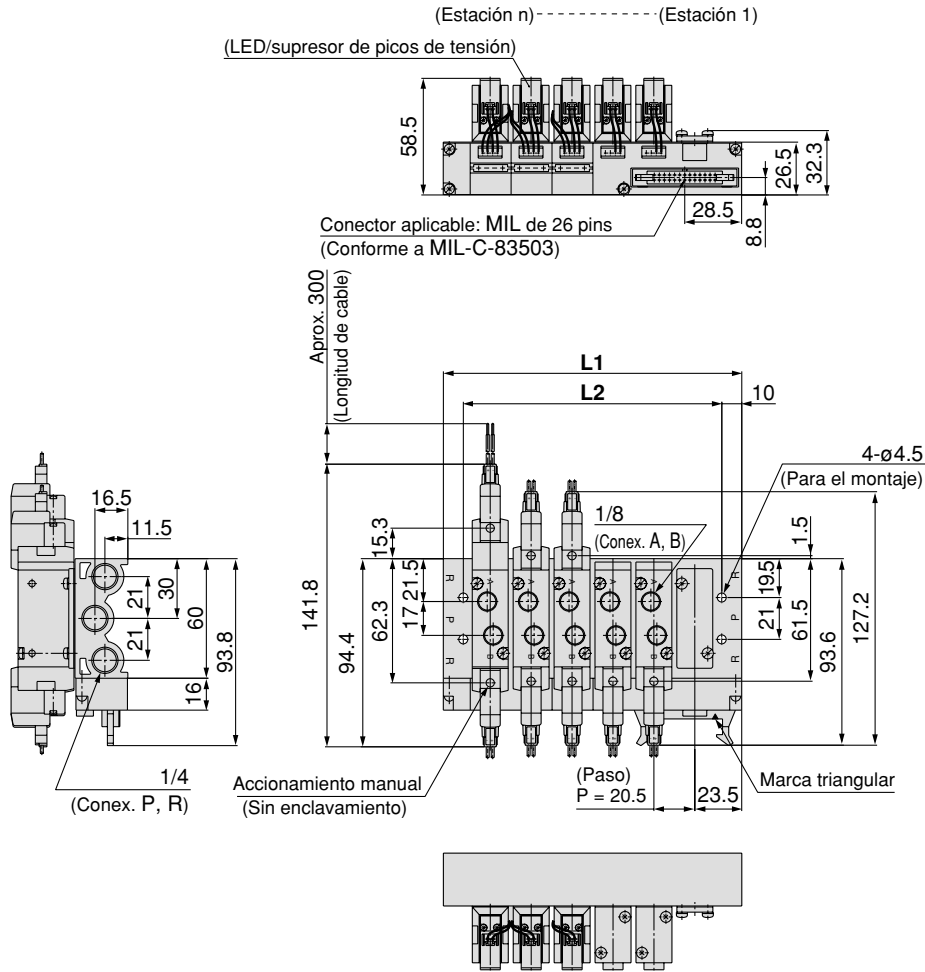 (Estación n)
(Estación 1)
(LED/supresor de picos de tensión)
58.5
26.5
32.3
28.5
8.8
Conector aplicable: MIL de 26 pins
(Conforme a MIL-C-83503)
Aprox. 300
(Longitud de cable)
L1
L2
10
4-ø4.5
(Para el montaje)
1/8
(Conex. A, B)
16.5
11.5
21
21
30
60
16
93.8
1/4
(Conex. P, R)
141.8
94.4
15.3
62.3
21.5
17
R
P
R
R
P
R
A
A
A
A
A
B
B
B
B
B
1.5
19.5
21
61.5
93.6
127.2
Accionamiento manual
(Sin enclavamiento)
(Paso)
P = 20.5
23.5
Marca triangular